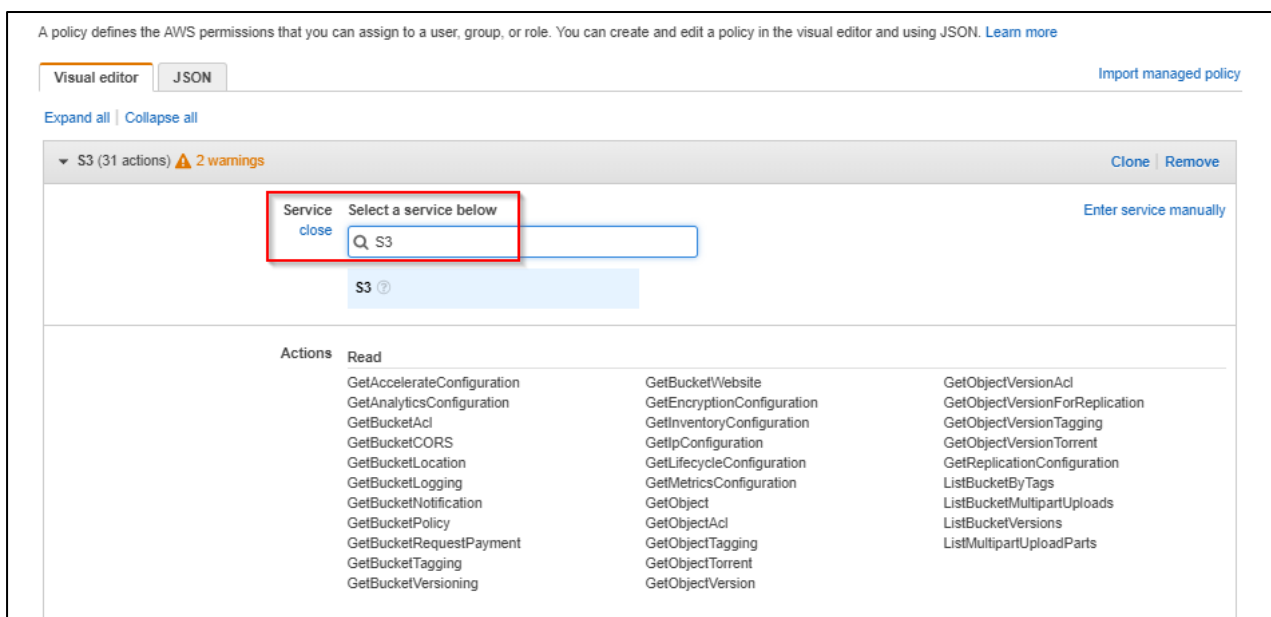 A policy defines the AWS permissions that you can assign to a user, group, or role. You can create and edit a policy in the visual editor and using JSON. Learn more
Visual editor JSON Import managed policy
Expand all | Collapse all
S3 (31 actions) 2 warnings Clone | Remove
Service Select a service below Enter service manually
close
S3
S3
Actions Read
GetAccelerateConfiguration GetBucketWebsite GetObjectVersionAcl
GetAnalyticsConfiguration GetEncryptionConfiguration GetObjectVersionForReplication
GetBucketAcl GetInventoryConfiguration GetObjectVersionTagging
GetBucketCORS GetIpConfiguration GetObjectVersionTorrent
GetBucketLocation GetLifecycleConfiguration GetReplicationConfiguration
GetBucketLogging GetMetricsConfiguration ListBucketByTags
GetBucketNotification GetObject ListBucketMultipartUploads
GetBucketPolicy GetObjectAcl ListBucketVersions
GetBucketRequestPayment GetObjectTagging ListMultipartUploadParts
GetBucketTagging GetObjectTorrent
GetBucketVersioning GetObjectVersion